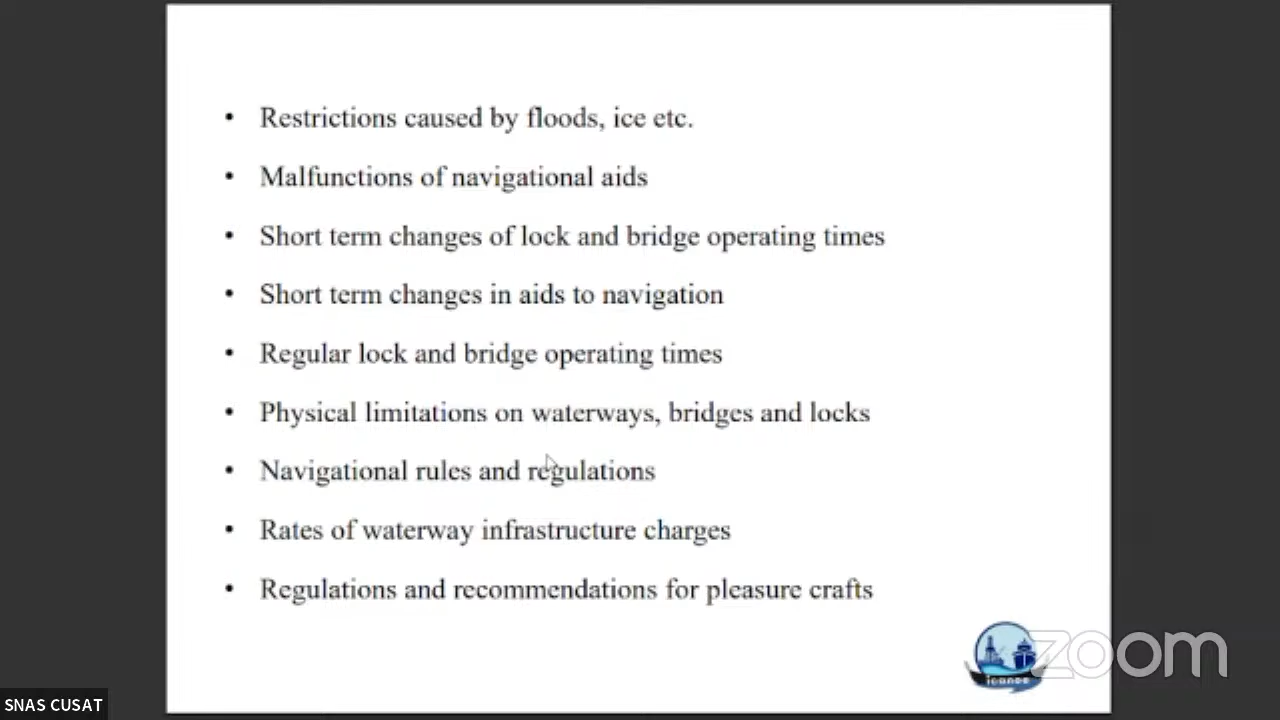 • Restrictions caused by floods, ice etc.
• Malfunctions of navigational aids
• Short term changes of lock and bridge operating times
• Short term changes in aids to navigation
• Regular lock and bridge operating times
• Physical limitations on waterways, bridges and locks
• Navigational rules and regulations
• Rates of waterway infrastructure charges
• Regulations and recommendations for pleasure crafts
zoom
SNAS CUSAT